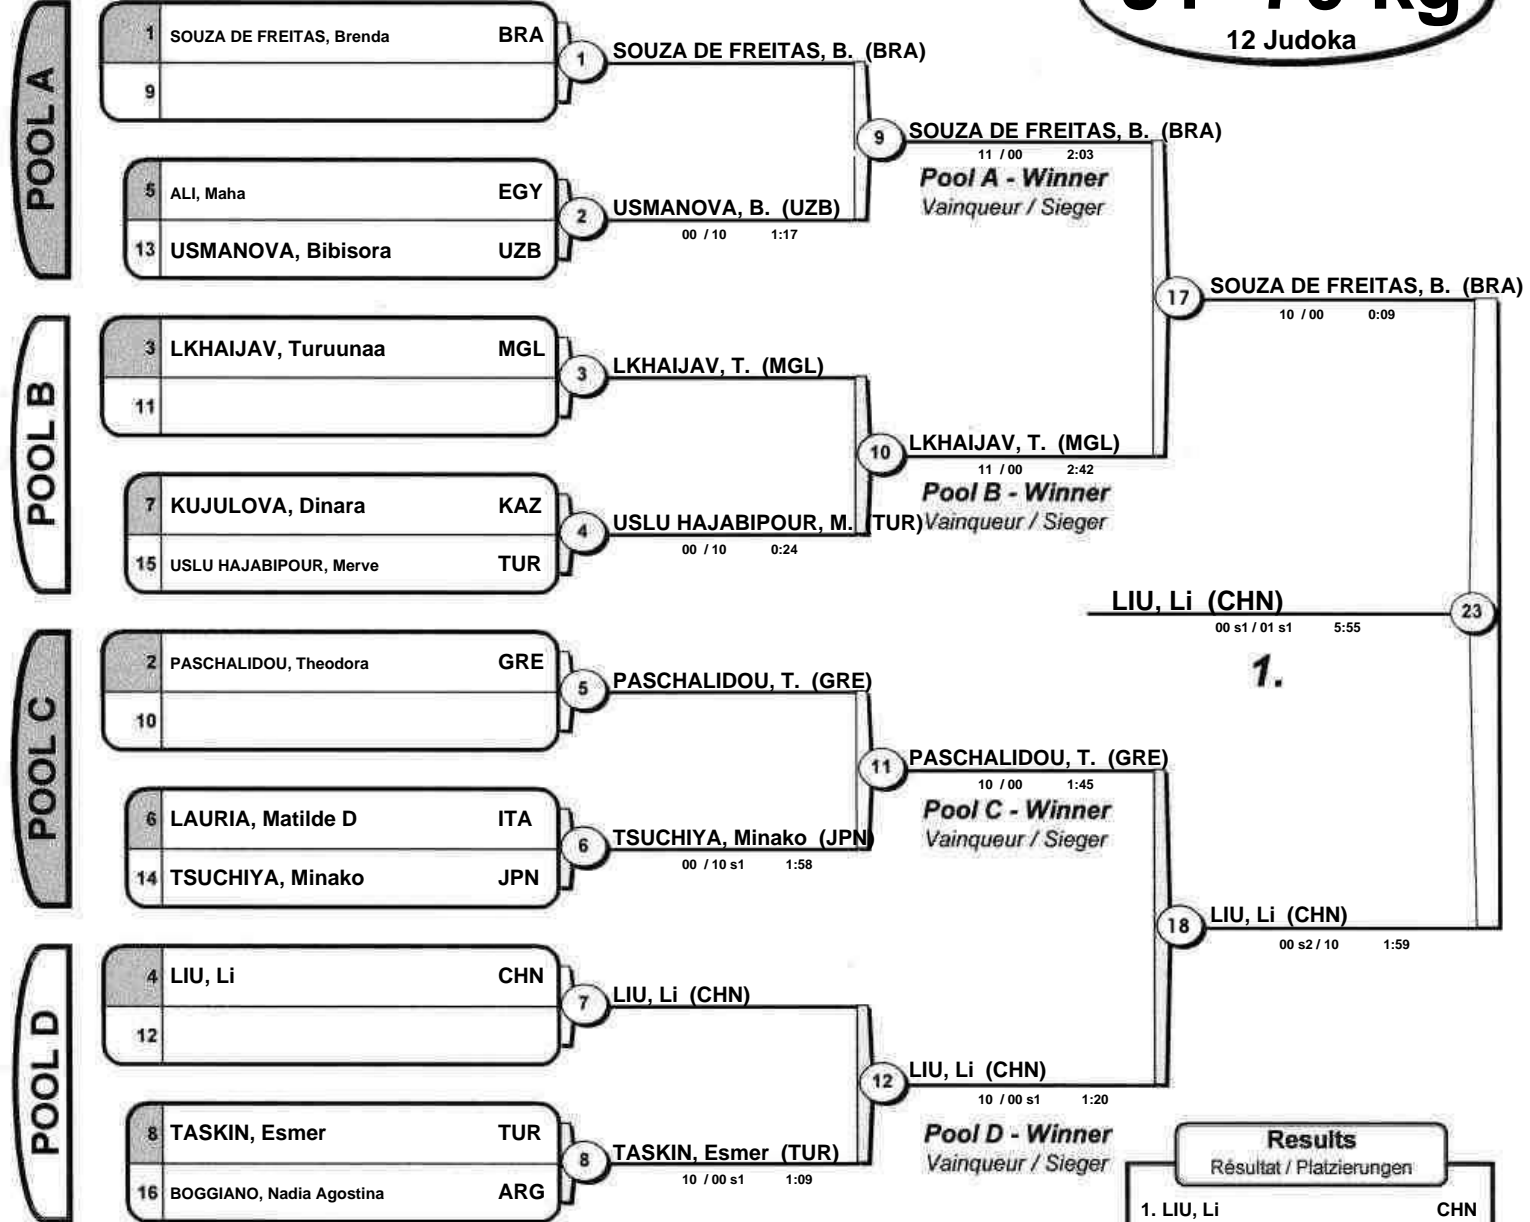 12 Judoka
POOL A
1 SOUZA DE FREITAS, Brenda BRA
9
1 SOUZA DE FREITAS, B. (BRA)
5 ALI, Maha EGY
13 USMANOVA, Bibisora UZB
2 USMANOVA, B. (UZB)
00 / 10 1:17
9 SOUZA DE FREITAS, B. (BRA)
11 / 00 2:03
Pool A - Winner
Vainqueur / Sieger
POOL B
3 LKHAIJAV, Turuunaa MGL
11
3 LKHAIJAV, T. (MGL)
7 KUJULOVA, Dinara KAZ
15 USLU HAJABIPOUR, Merve TUR
4 USLU HAJABIPOUR, M. (TUR)
00 / 10 0:24
10 LKHAIJAV, T. (MGL)
11 / 00 2:42
Pool B - Winner
Vainqueur / Sieger
17 SOUZA DE FREITAS, B. (BRA)
10 / 00 0:09
LIU, Li (CHN) 23
00 s1 / 01 s1 5:55
1.
POOL C
2 PASCHALIDOU, Theodora GRE
10
5 PASCHALIDOU, T. (GRE)
6 LAURIA, Matilde D ITA
14 TSUCHIYA, Minako JPN
6 TSUCHIYA, Minako (JPN)
00 / 10 s1 1:58
11 PASCHALIDOU, T. (GRE)
10 / 00 1:45
Pool C - Winner
Vainqueur / Sieger
POOL D
4 LIU, Li CHN
12
7 LIU, Li (CHN)
8 TASKIN, Esmer TUR
16 BOGGIANO, Nadia Agostina ARG
8 TASKIN, Esmer (TUR)
10 / 00 s1 1:09
12 LIU, Li (CHN)
10 / 00 s1 1:20
Pool D - Winner
Vainqueur / Sieger
18 LIU, Li (CHN)
00 s2 / 10 1:59
Results
Résultat / Platzierungen
1. LIU, Li CHN